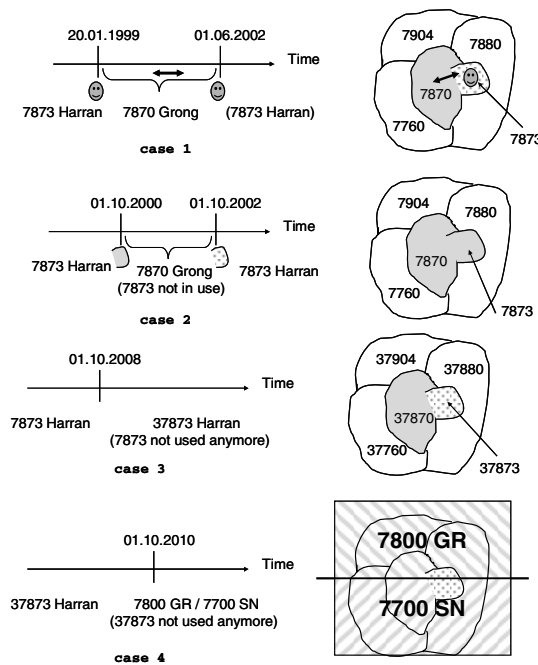 20.01.1999 01.06.2002
Time
7873 Harran 7870 Grong (7873 Harran)
case 1
7904
7880
7870
7760
7873
01.10.2000 01.10.2002
Time
7873 Harran 7870 Grong 7873 Harran
(7873 not in use)
case 2
7904
7880
7870
7760
7873
01.10.2008
Time
7873 Harran 37873 Harran
(7873 not used anymore)
case 3
37904
37880
37870
37760
37873
01.10.2010
Time
37873 Harran 7800 GR / 7700 SN
(37873 not used anymore)
case 4
7800 GR
7700 SN